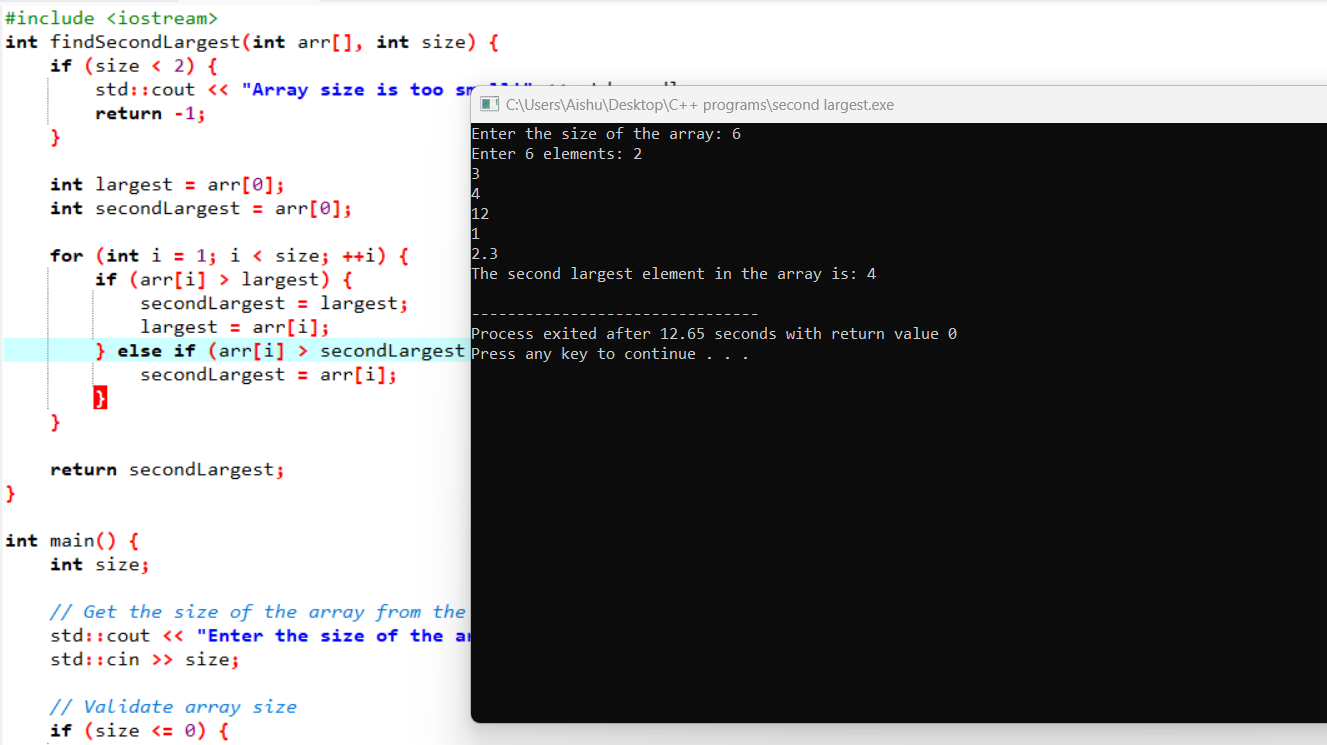 #include <iostream>
int findSecondLargest(int arr[], int size) {
if (size < 2) {
std::cout << "Array size is too
return -1;
}
int largest = arr[0];
int secondLargest = arr[0];
for (int i = 1; i < size; ++i) {
if (arr[i] > largest) {
secondLargest = largest;
largest = arr[i];
} else if (arr[i] > secondLargest
secondLargest = arr[i];
}
}
return secondLargest;
}
int main() {
int size;
// Get the size of the array from the
std::cout << "Enter the size of the
std::cin >> size;
// Validate array size
if (size <= 0) {
C:\Users\Aishu\Desktop\C++ programs\second largest.exe
Enter the size of the array: 6
Enter 6 elements: 2
3
4
12
1
2.3
The second largest element in the array is: 4
--------------------------------
Process exited after 12.65 seconds with return value 0
Press any key to continue . . .